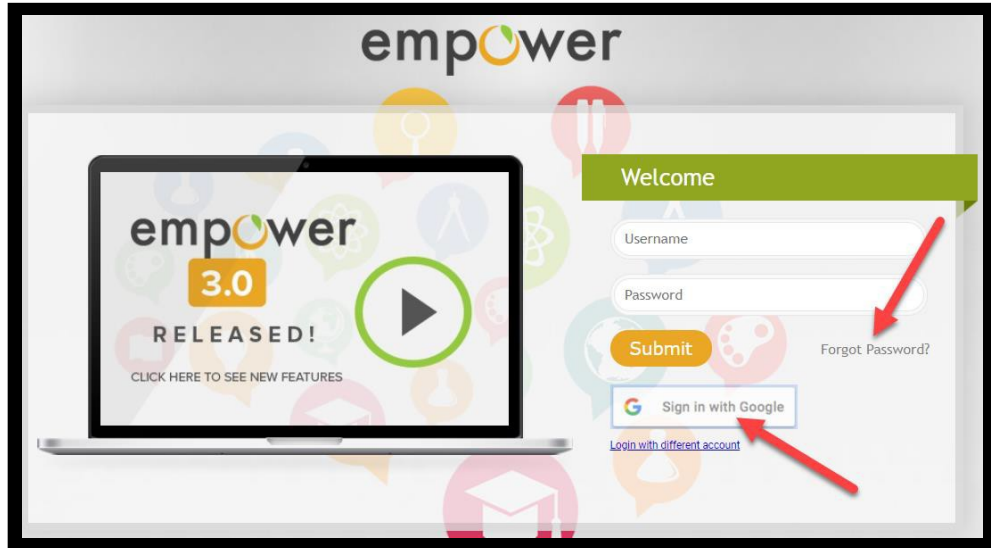 empower
empower
3.0
RELEASED!
CLICK HERE TO SEE NEW FEATURES
Welcome
Username
Password
Submit
Forgot Password?
Sign in with Google
Login with different account